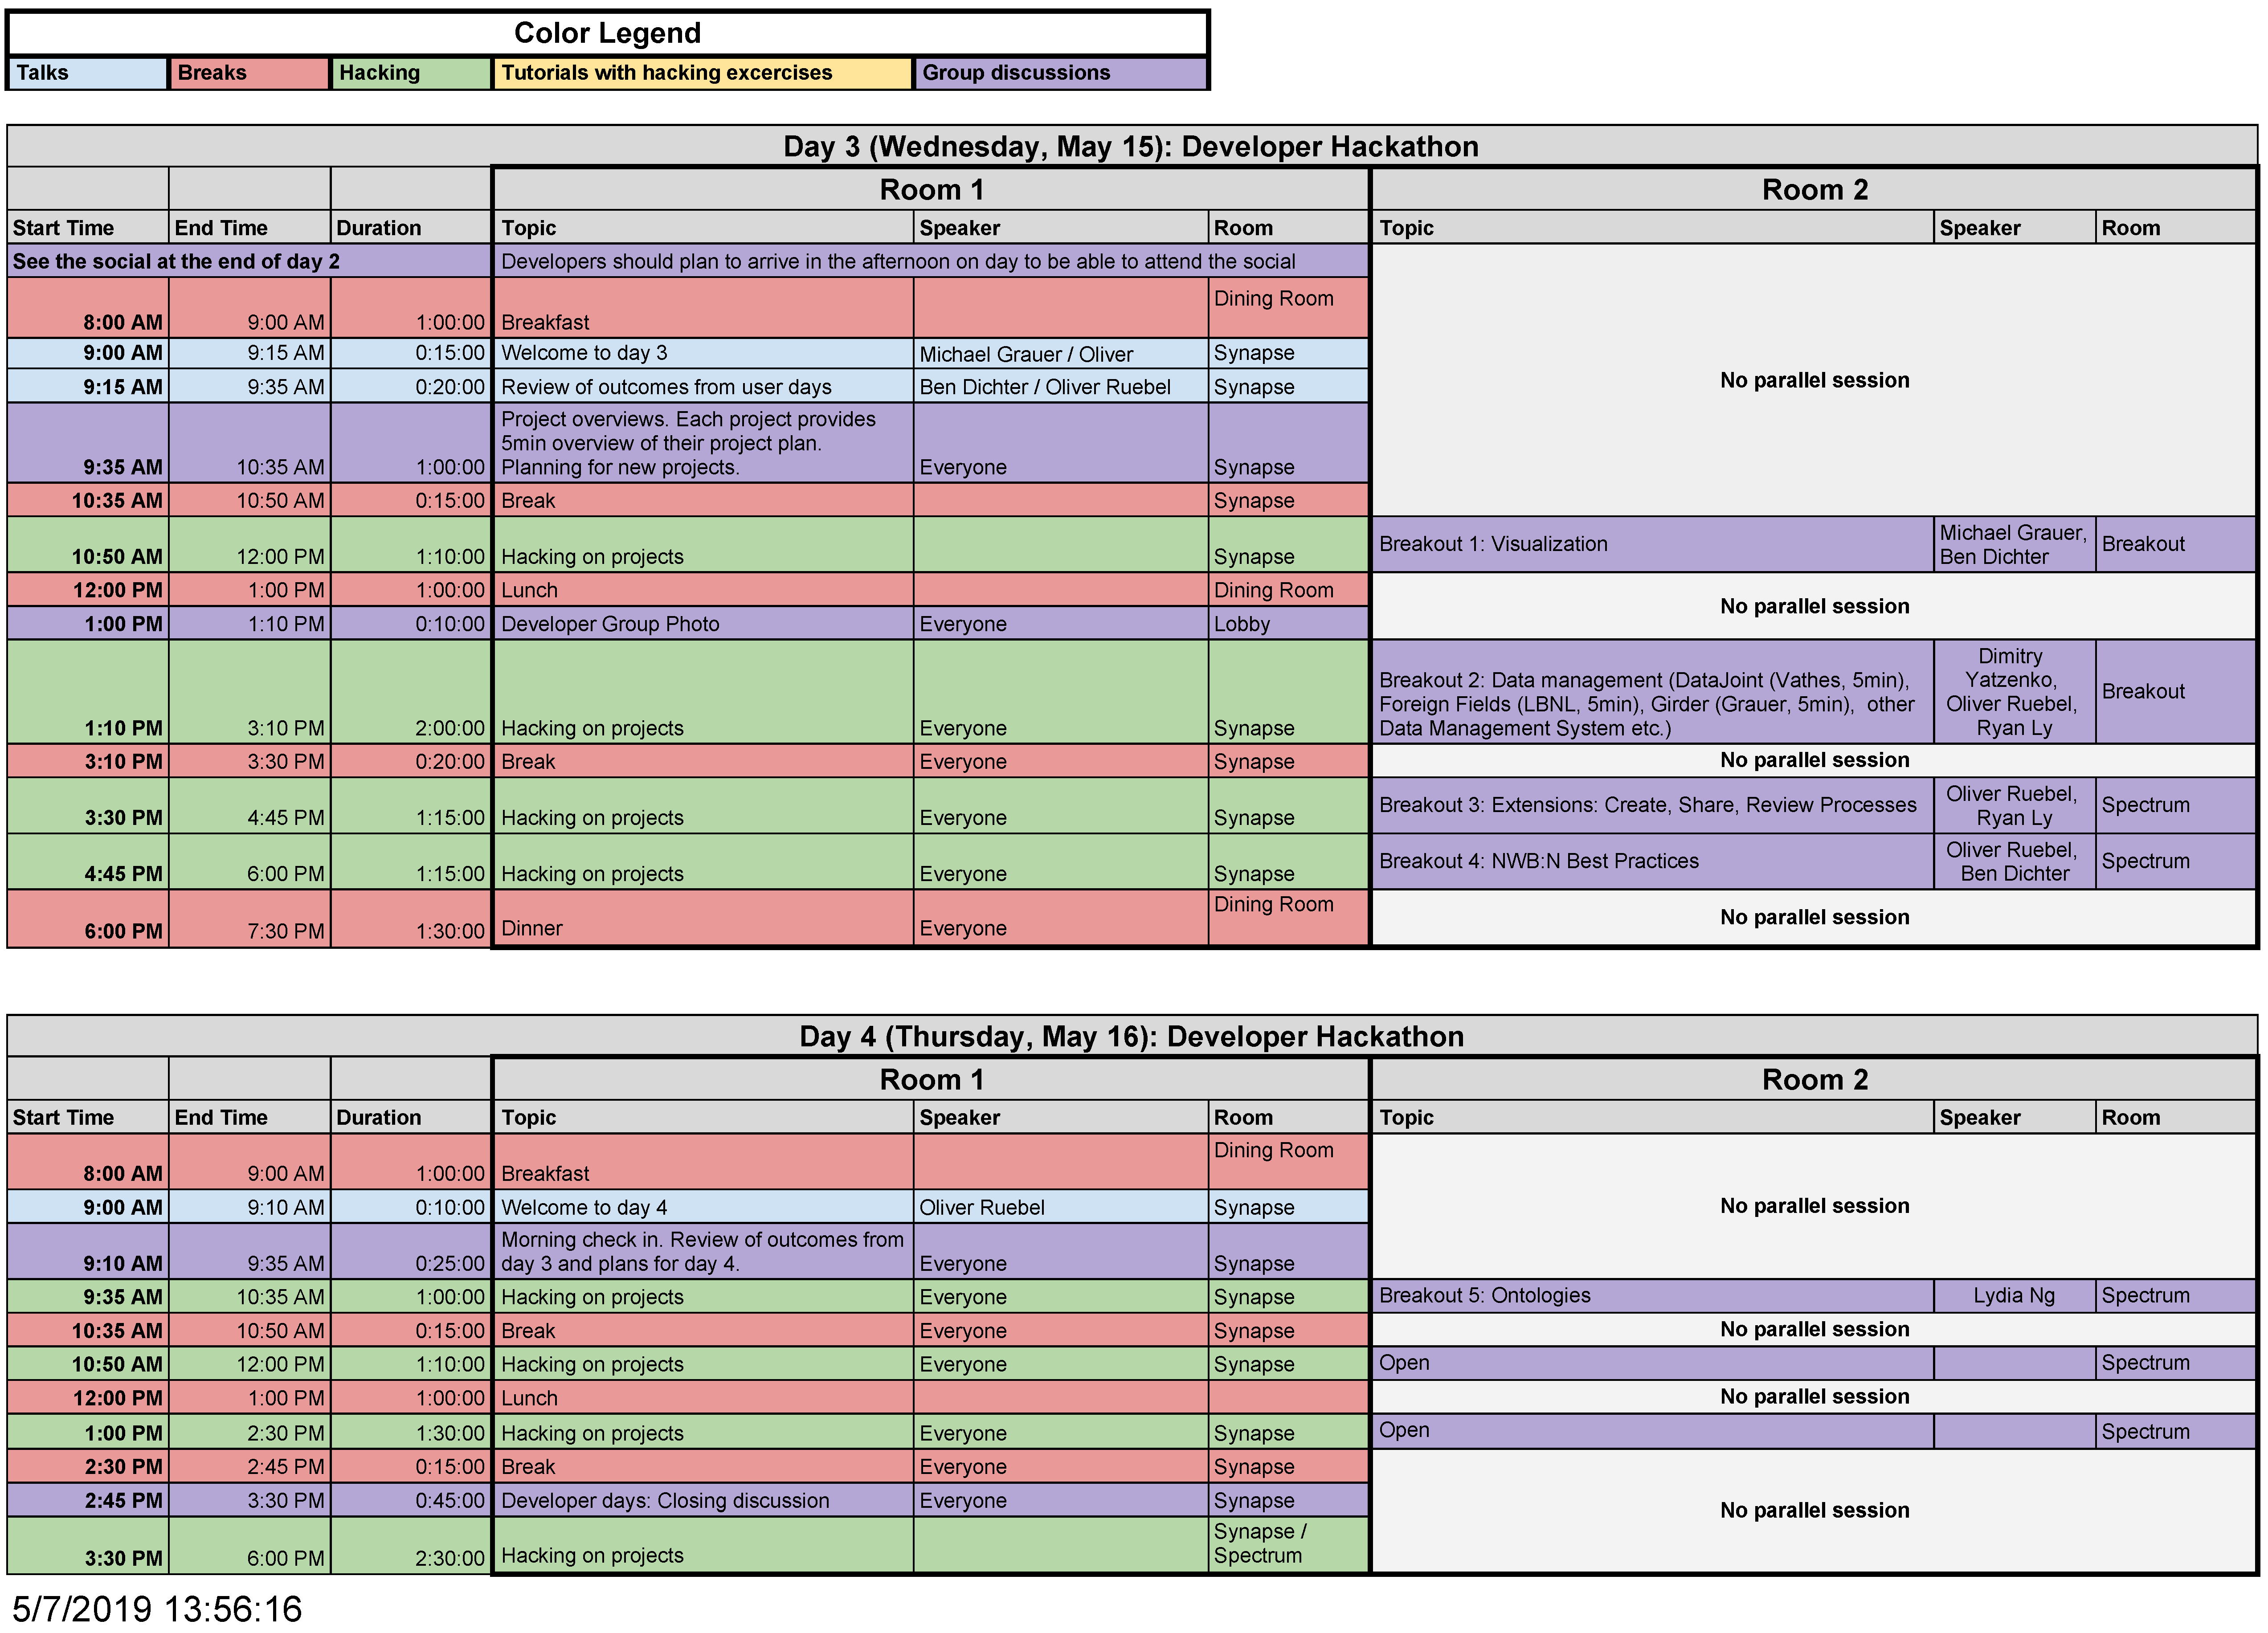 Color Legend
Talks Breaks Hacking Tutorials with hacking excercises Group discussions
Day 3 (Wednesday, May 15): Developer Hackathon
Room 1 Room 2
Start Time End Time Duration Topic Speaker Room Topic Speaker Room
See the social at the end of day 2 Developers should plan to arrive in the afternoon on day to be able to attend the social
Dining Room
8:00 AM 9:00 AM 1:00:00 Breakfast
9:00 AM 9:15 AM 0:15:00 Welcome to day 3 Michael Grauer / Oliver Synapse
No parallel session
9:15 AM 9:35 AM 0:20:00 Review of outcomes from user days Ben Dichter / Oliver Ruebel Synapse
Project overviews. Each project provides
5min overview of their project plan.
9:35 AM 10:35 AM 1:00:00 Planning for new projects. Everyone Synapse
10:35 AM 10:50 AM 0:15:00 Break Synapse
10:50 AM 12:00 PM 1:10:00 Hacking on projects Synapse
Breakout 1: Visualization
Michael Grauer,
Ben Dichter
Breakout
12:00 PM 1:00 PM 1:00:00 Lunch Dining Room
No parallel session
1:00 PM 1:10 PM 0:10:00 Developer Group Photo Everyone Lobby
1:10 PM 3:10 PM 2:00:00 Hacking on projects Everyone Synapse
Breakout 2: Data management (DataJoint (Vathes, 5min),
Foreign Fields (LBNL, 5min), Girder (Grauer, 5min), other
Data Management System etc.)
Dimitry
Yatzenko,
Oliver Ruebel,
Ryan Ly
Breakout
3:10 PM 3:30 PM 0:20:00 Break Everyone Synapse No parallel session
3:30 PM 4:45 PM 1:15:00 Hacking on projects Everyone Synapse
Breakout 3: Extensions: Create, Share, Review Processes
Oliver Ruebel,
Ryan Ly
Spectrum
4:45 PM 6:00 PM 1:15:00 Hacking on projects Everyone Synapse
Breakout 4: NWB:N Best Practices
Oliver Ruebel,
Ben Dichter
Spectrum
Dining Room
6:00 PM 7:30 PM 1:30:00 Dinner Everyone
No parallel session
Day 4 (Thursday, May 16): Developer Hackathon
Room 1 Room 2
Start Time End Time Duration Topic Speaker Room Topic Speaker Room
Dining Room
8:00 AM 9:00 AM 1:00:00 Breakfast
9:00 AM 9:10 AM 0:10:00 Welcome to day 4 Oliver Ruebel Synapse No parallel session
Morning check in. Review of outcomes from
9:10 AM 9:35 AM 0:25:00 day 3 and plans for day 4. Everyone Synapse
9:35 AM 10:35 AM 1:00:00 Hacking on projects Everyone Synapse Breakout 5: Ontologies Lydia Ng Spectrum
10:35 AM 10:50 AM 0:15:00 Break Everyone Synapse No parallel session
10:50 AM 12:00 PM 1:10:00 Hacking on projects Everyone Synapse Open Spectrum
12:00 PM 1:00 PM 1:00:00 Lunch No parallel session
1:00 PM 2:30 PM 1:30:00 Hacking on projects Everyone Synapse Open Spectrum
2:30 PM 2:45 PM 0:15:00 Break Everyone Synapse
2:45 PM 3:30 PM 0:45:00 Developer days: Closing discussion Everyone Synapse
No parallel session
Synapse /
3:30 PM 6:00 PM 2:30:00 Hacking on projects Spectrum
5/7/2019 13:56:16